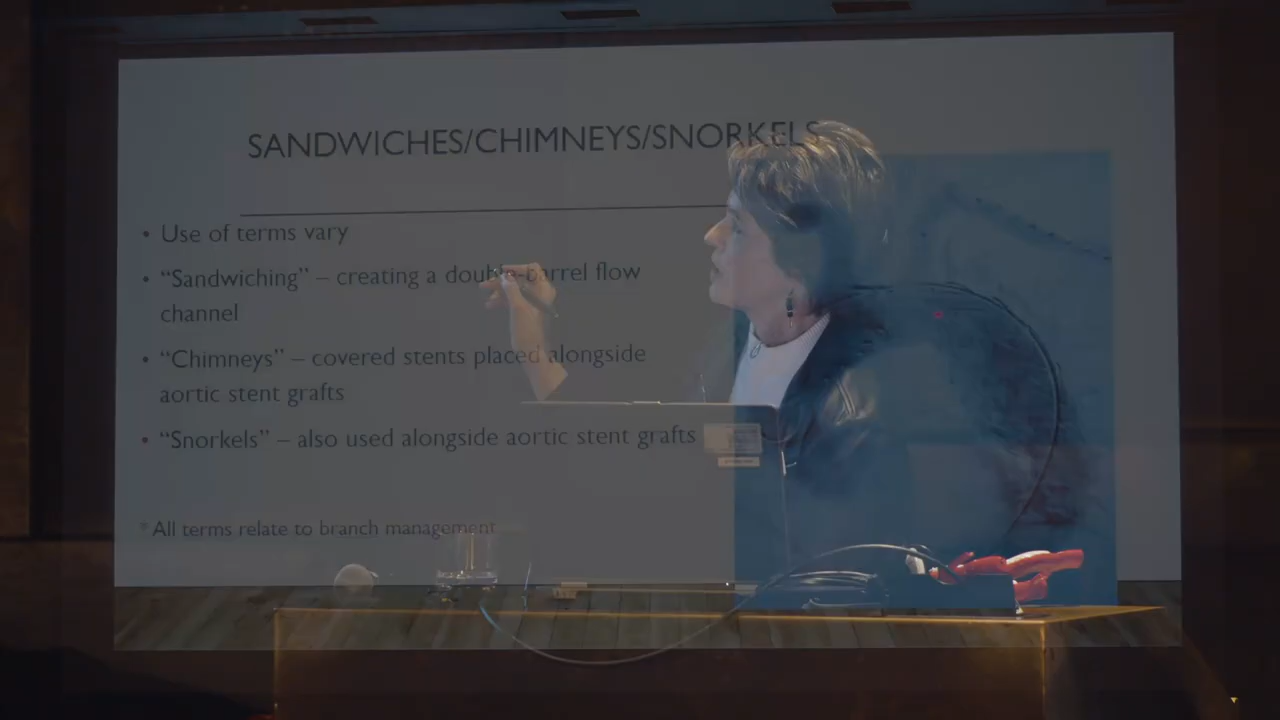 SANDWICHES/CHIMNEYS/SNORKELS
• Use of terms vary
• “Sandwiching” – creating a double-barrel flow
channel
• “Chimneys” – covered stents placed alongside
aortic stent grafts
• “Snorkels” – also used alongside aortic stent grafts
* All terms relate to branch management